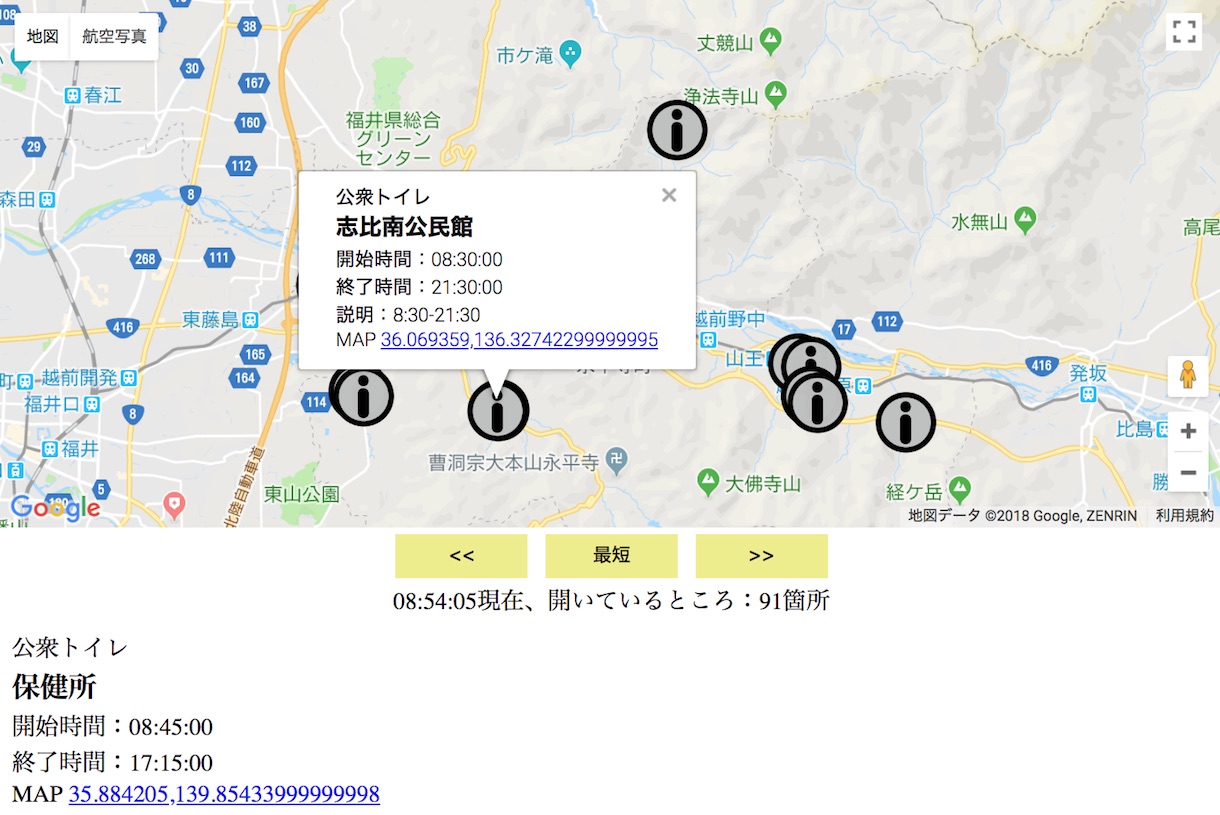 108
地図
航空写真
38
30
167
春江
160
29
112
福井県総合
グリーン
センター
市ケ滝
丈競山
浄法寺山
森田
8
268
111
水無山
高尾
東藤島
416
165
164
越前開発
町
福井口
8
114
福井
5
北陸自動車道
東山公園
公衆トイレ
志比南公民館
開始時間：08:30:00
終了時間：21:30:00
説明：8:30-21:30
MAP 36.069359,136.32742299999995
越前野中
17
112
山王
416
発坂
比島
勝
曹洞宗大本山永平寺
大佛寺山
経ケ岳
Google
地図データ ©2018 Google, ZENRIN
利用規約
<<
最短
>>
08:54:05現在、開いているところ：91箇所
公衆トイレ
保健所
開始時間：08:45:00
終了時間：17:15:00
MAP 35.884205,139.85433999999998